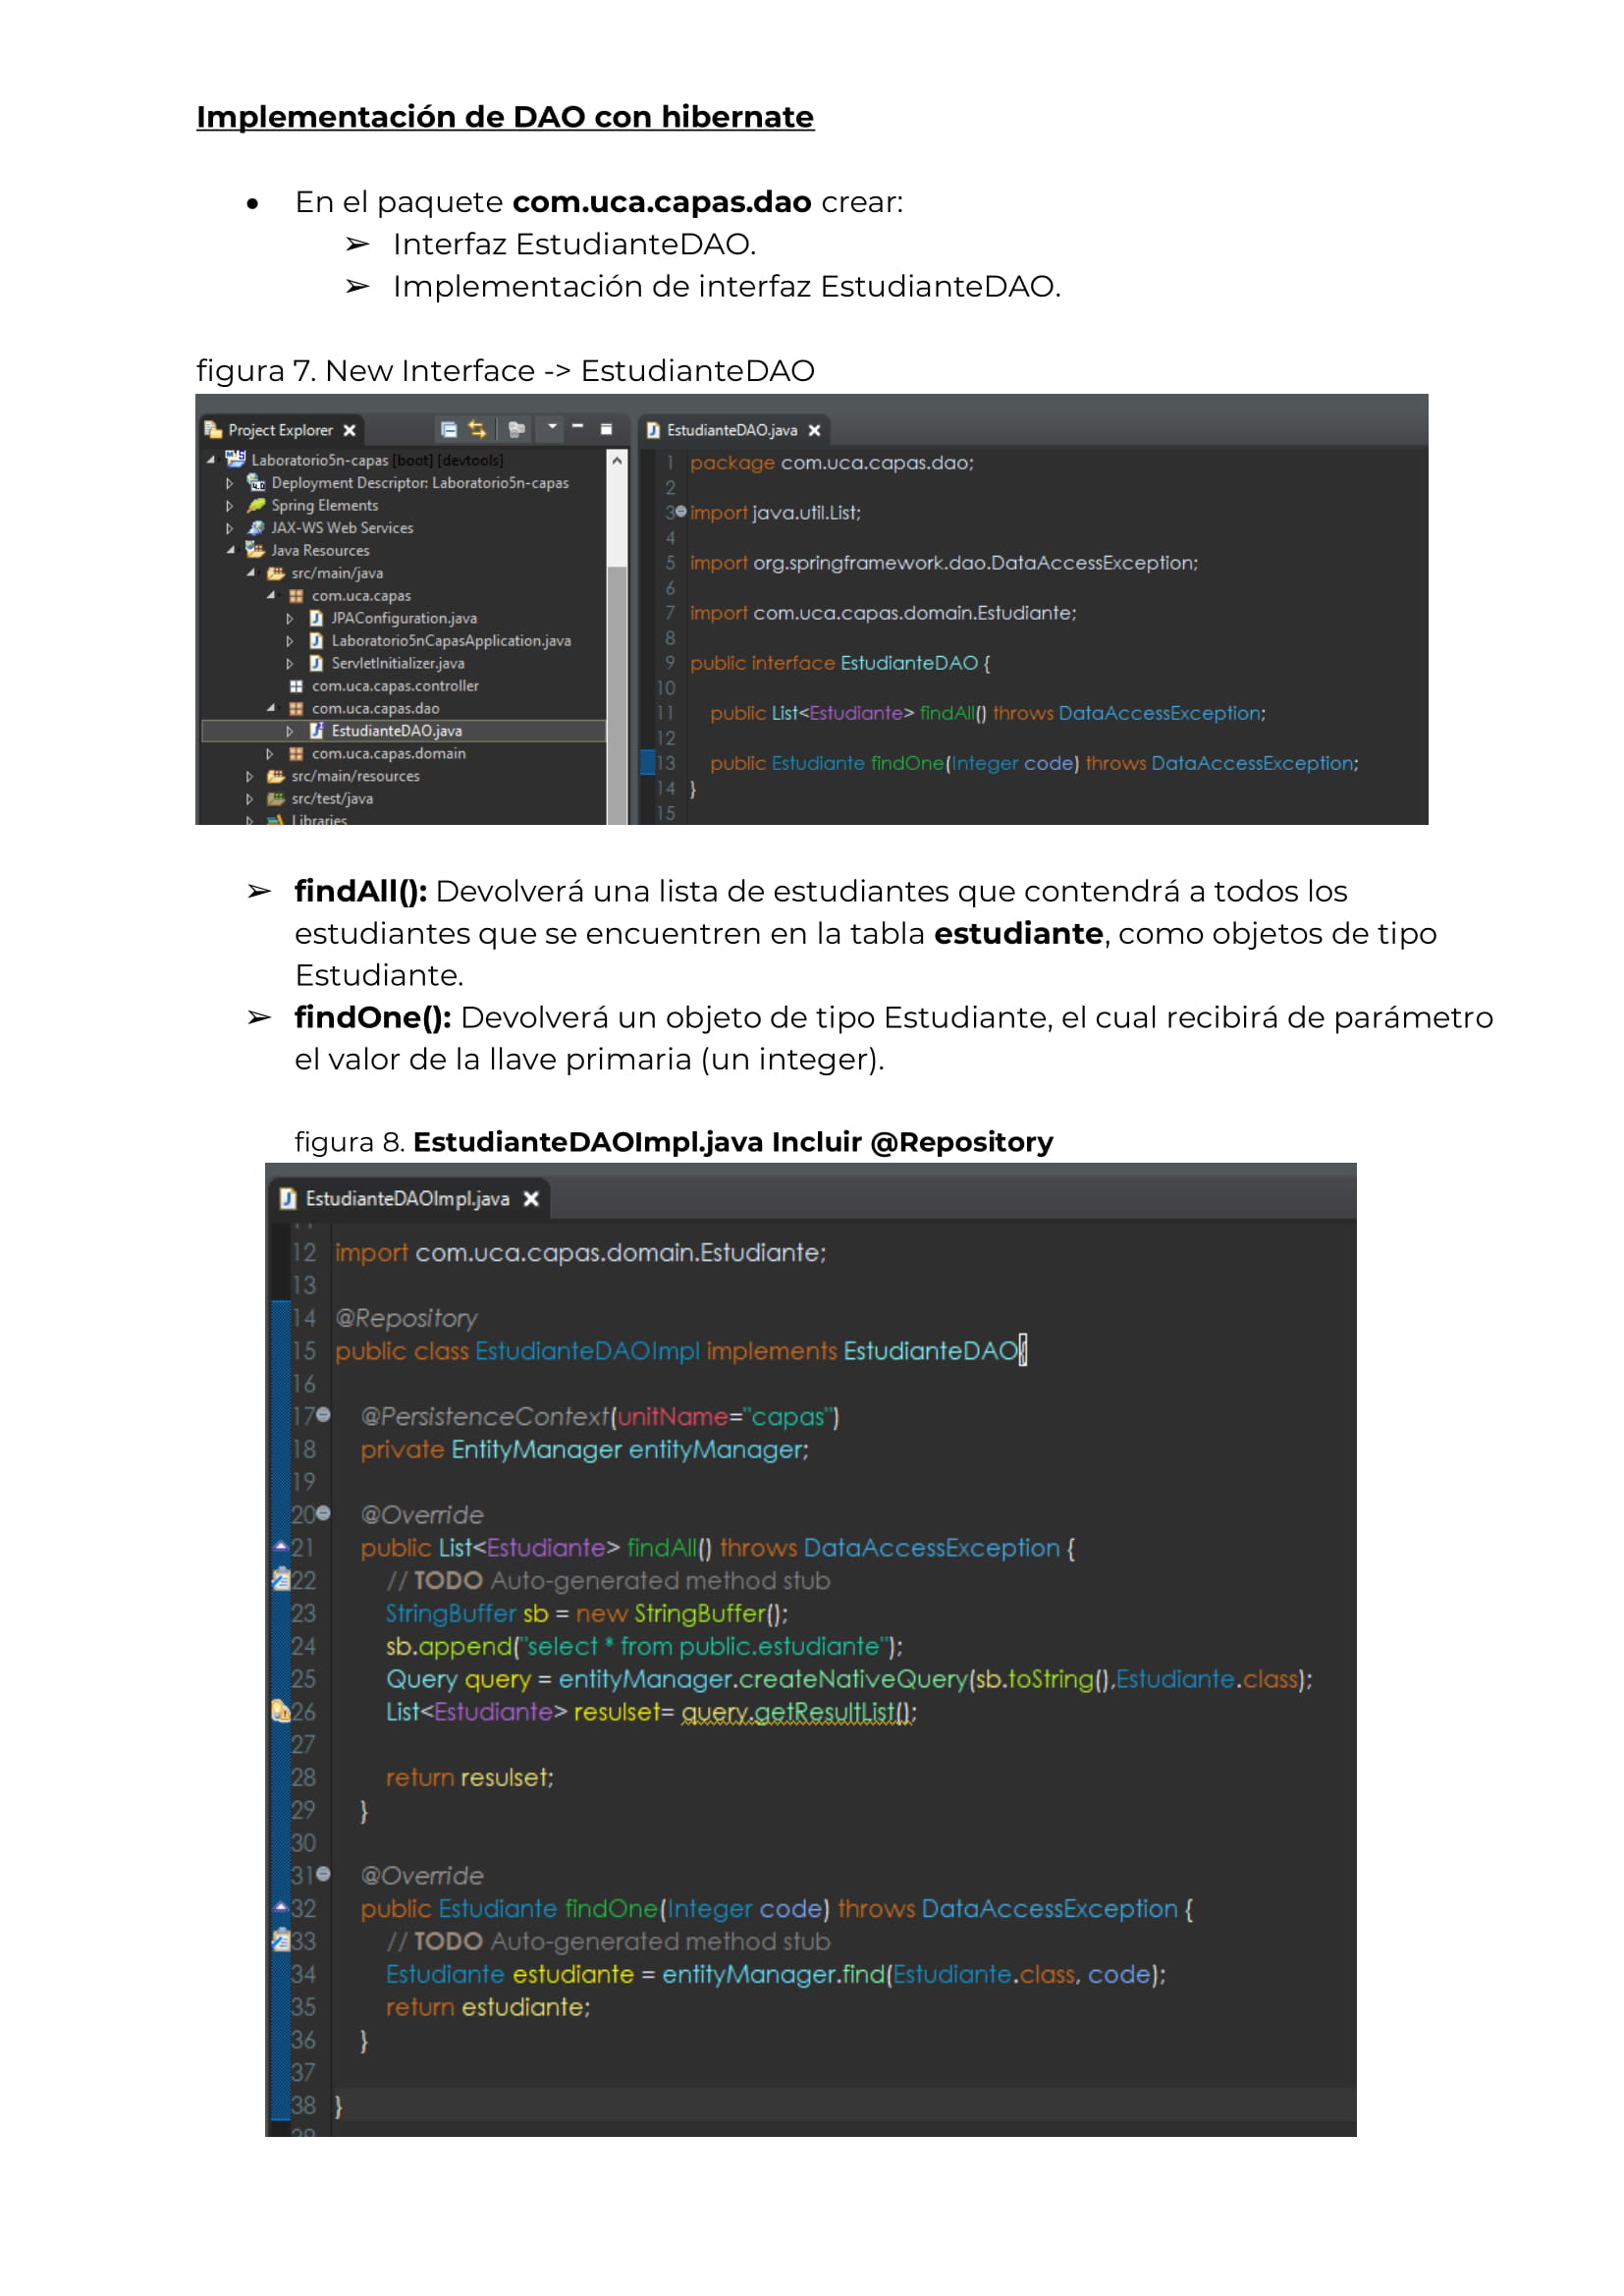 Implementación de DAO con hibernate
● En el paquete com.uca.capas.dao crear:
➢ Interfaz EstudianteDAO.
➢ Implementación de interfaz EstudianteDAO.
figura 7. New Interface -> EstudianteDAO
Project Explorer
Laboratorio5n-capas [boot] [devtools]
Deployment Descriptor: Laboratorio5n-capas
Spring Elements
JAX-WS Web Services
Java Resources
src/main/java
com.uca.capas
JPAConfiguration.java
Laboratorio5nCapasApplication.java
ServletInitializer.java
com.uca.capas.controller
com.uca.capas.dao
EstudianteDAO.java
com.uca.capas.domain
src/main/resources
src/test/java
Libraries
EstudianteDAO.java
1 package com.uca.capas.dao;
2
3 import java.util.List;
4
5 import org.springframework.dao.DataAccessException;
6
7 import com.uca.capas.domain.Estudiante;
8
9 public interface EstudianteDAO {
10
11 public List<Estudiante> findAll() throws DataAccessException;
12
13 public Estudiante findOne(Integer code) throws DataAccessException;
14 }
15
➢ findAll(): Devolverá una lista de estudiantes que contendrá a todos los
estudiantes que se encuentren en la tabla estudiante, como objetos de tipo
Estudiante.
➢ findOne(): Devolverá un objeto de tipo Estudiante, el cual recibirá de parámetro
el valor de la llave primaria (un integer).
figura 8. EstudianteDAOImpl.java Incluir @Repository
EstudianteDAOImpl.java
12 import com.uca.capas.domain.Estudiante;
13
14 @Repository
15 public class EstudianteDAOImpl implements EstudianteDAO{
16
17 @PersistenceContext(unitName="capas")
18 private EntityManager entityManager;
19
20 @Override
21 public List<Estudiante> findAll() throws DataAccessException {
22 // TODO Auto-generated method stub
23 StringBuffer sb = new StringBuffer();
24 sb.append("select * from public.estudiante");
25 Query query = entityManager.createNativeQuery(sb.toString(),Estudiante.class);
26 List<Estudiante> resulset= query.getResultList();
27
28 return resulset;
29 }
30
31 @Override
32 public Estudiante findOne(Integer code) throws DataAccessException {
33 // TODO Auto-generated method stub
34 Estudiante estudiante = entityManager.find(Estudiante.class, code);
35 return estudiante;
36 }
37
38 }